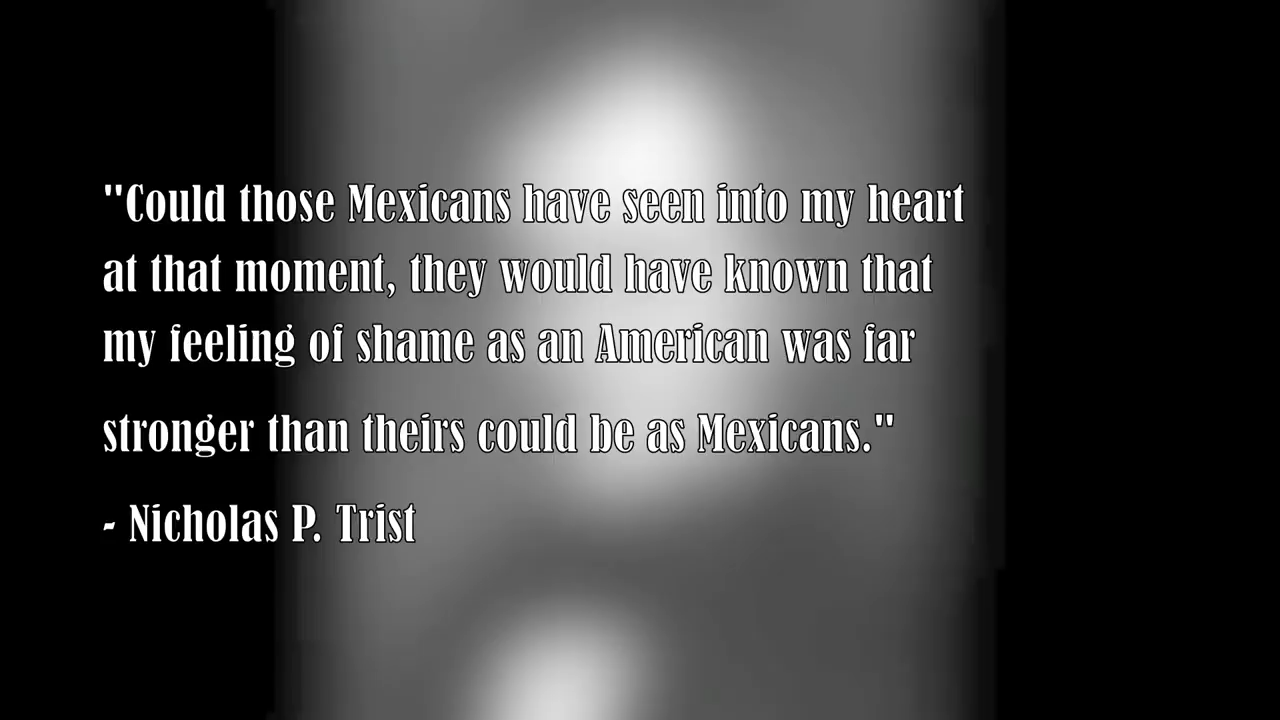 "Could those Mexicans have seen into my heart
at that moment, they would have known that
my feeling of shame as an American was far
stronger than theirs could be as Mexicans."
- Nicholas P. Trist